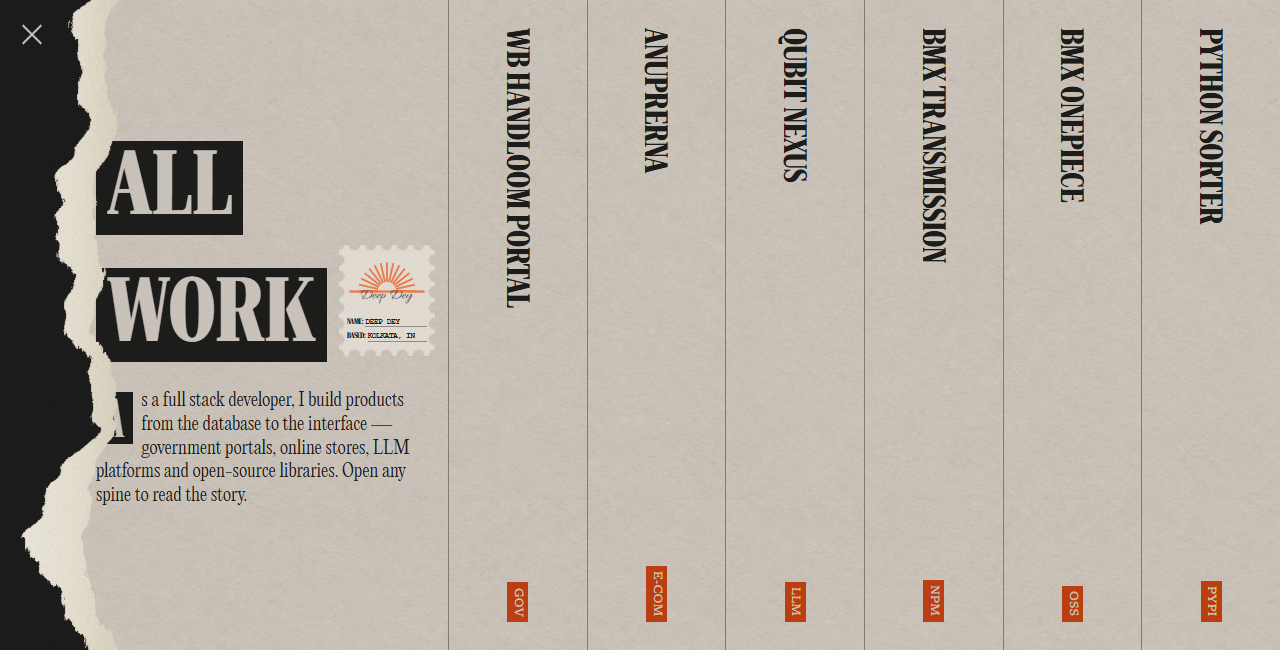 ALL
WORK
Deep Dey
NAME: DEEP DEY
BASED: KOLKATA, IN
As a full stack developer, I build products
from the database to the interface —
government portals, online stores, LLM
platforms and open-source libraries. Open any
spine to read the story.
WB HANDLOOM PORTAL
GOV
ANUPRERNA
E-COM
QUBIT NEXUS
LLM
BMX TRANSMISSION
NPM
BMX ONEPIECE
OSS
PYTHON SORTER
PYPI